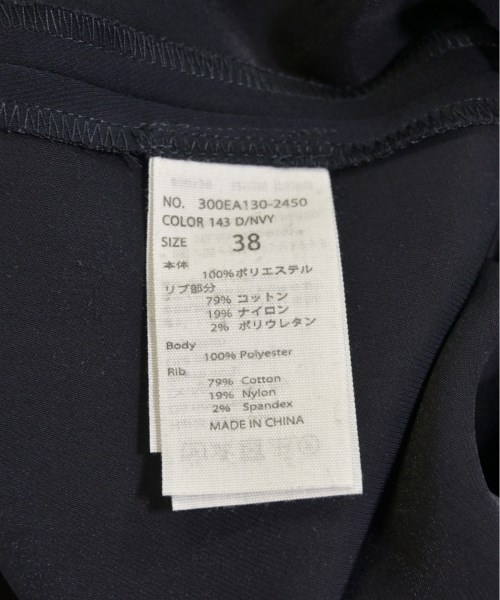 NO. 300EA130-2450
COLOR 143 D/NVY
SIZE 38
本体
100%ポリエステル
リブ部分
79% コットン
19% ナイロン
2% ポリウレタン
Body
100% Polyester
Rib
79% Cotton
19% Nylon
2% Spandex
MADE IN CHINA